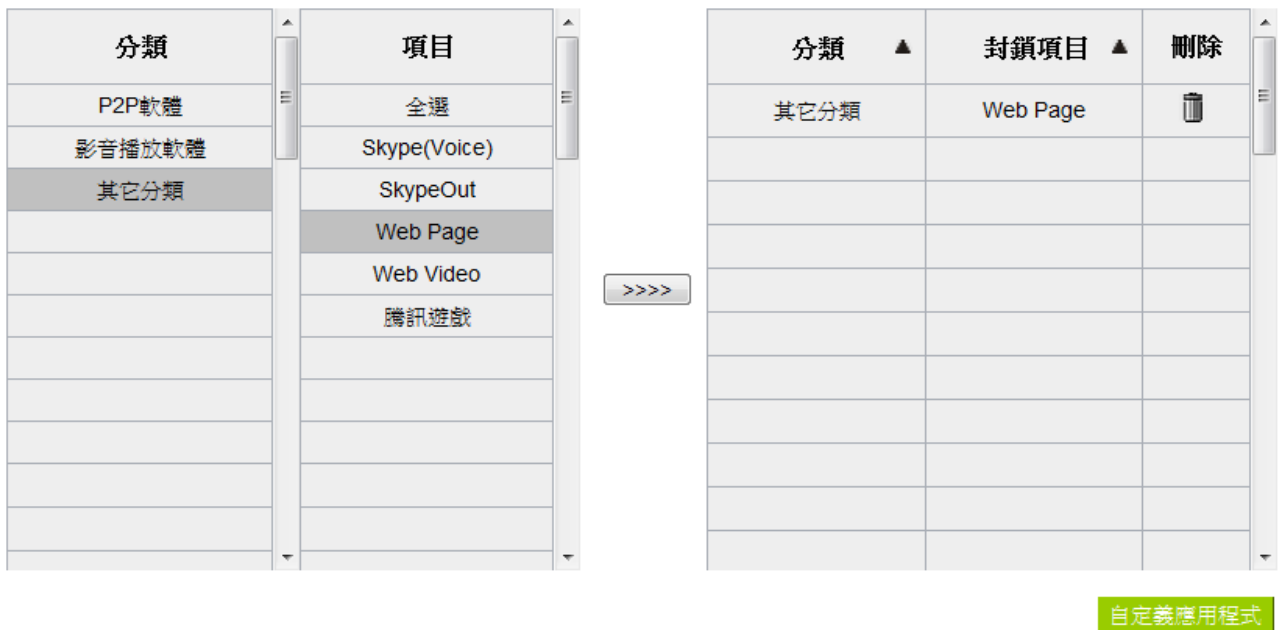 分類 項目 分類 ▲ 封鎖項目 ▲ 刪除
P2P軟體 全選 其它分類 Web Page
影音播放軟體 Skype(Voice)
其它分類 SkypeOut
Web Page
Web Video
>>>>
騰訊遊戲
自定義應用程式